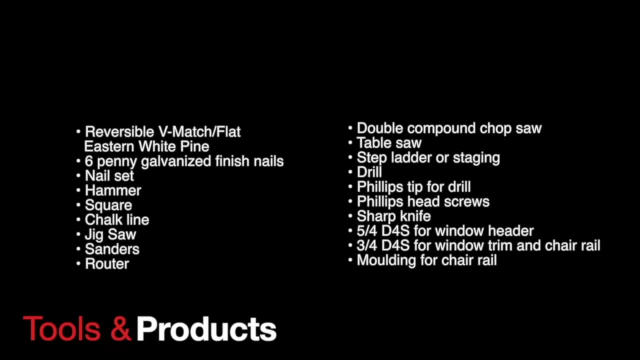 • Reversible V-Match/Flat
Eastern White Pine
• 6 penny galvanized finish nails
• Nail set
• Hammer
• Square
• Chalk line
• Jig Saw
• Sanders
• Router
• Double compound chop saw
• Table saw
• Step ladder or staging
• Drill
• Phillips tip for drill
• Phillips head screws
• Sharp knife
• 5/4 D4S for window header
• 3/4 D4S for window trim and chair rail
• Moulding for chair rail
Tools & Products